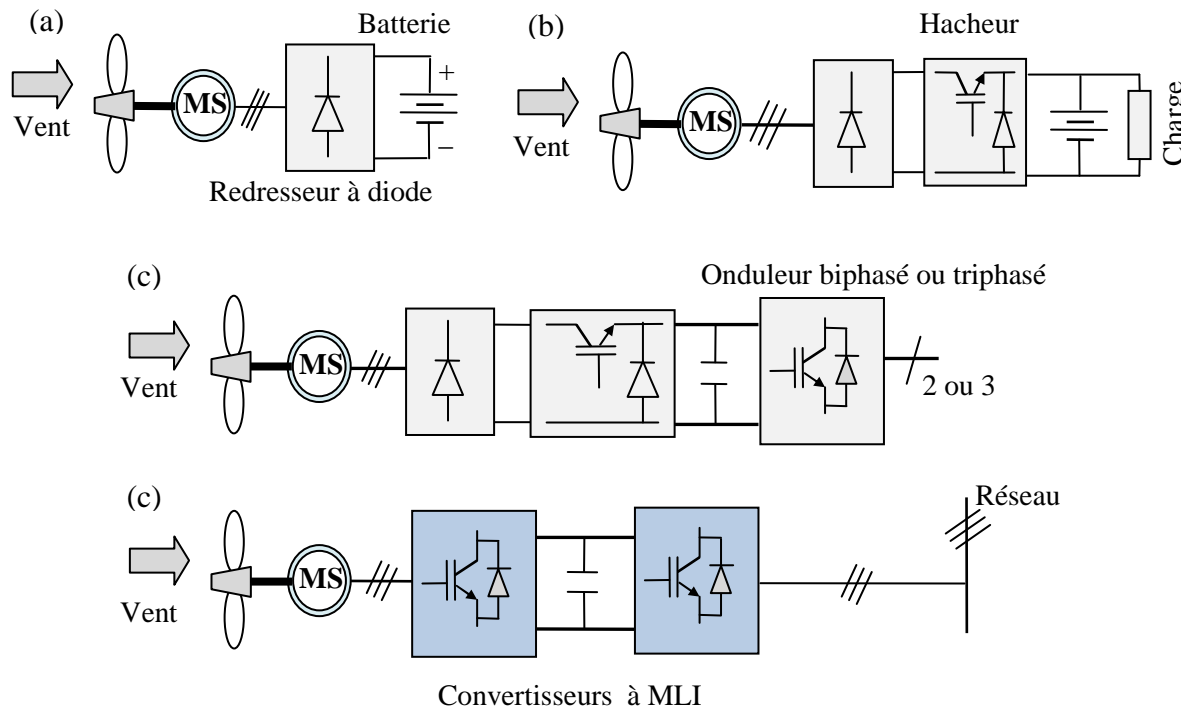 (a)
Batterie
Vent
MS
+
−
Redresseur à diode
(b)
Hacheur
Vent
MS
Charge
(c)
Onduleur biphasé ou triphasé
Vent
MS
2 ou 3
(c)
Réseau
Vent
MS
Convertisseurs à MLI